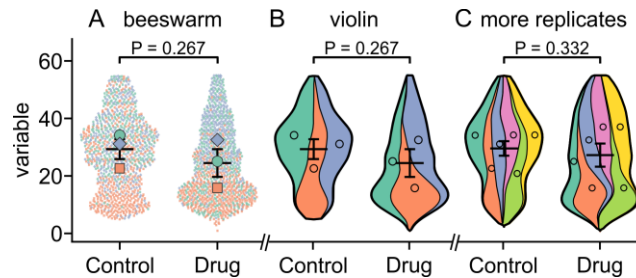 A beeswarm
B violin
C more replicates
P = 0.267
P = 0.267
P = 0.332
variable
60
40
20
0
Control Drug
Control Drug
Control Drug